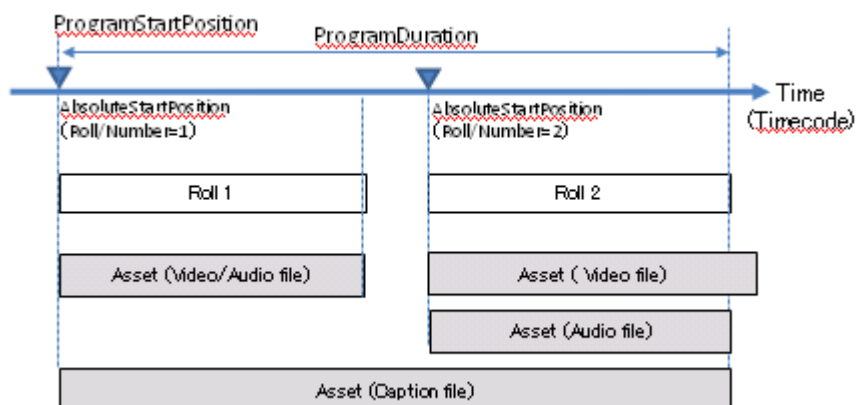 ProgramStartPosition
ProgramDuration
AbsoluteStartPosition
(Roll/Number=1)
AbsoluteStartPosition
(Roll/Number=2)
Time
(Timecode)
Roll 1
Roll 2
Asset (Video/Audio file)
Asset ( Video file)
Asset (Audio file)
Asset (Caption file)